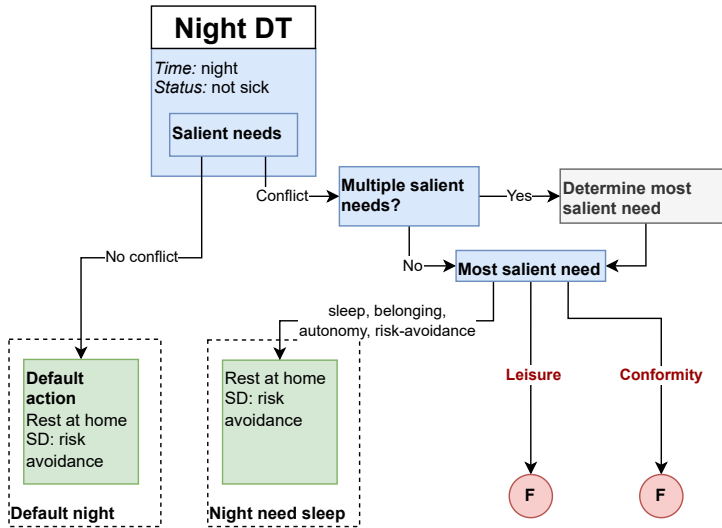 Night DT
Time: night
Status: not sick
Salient needs
Conflict
Multiple salient
needs?
Yes
Determine most
salient need
No conflict
No
Most salient need
sleep, belonging,
autonomy, risk-avoidance
Default
action
Rest at home
SD: risk
avoidance
Default night
Rest at home
SD: risk
avoidance
Night need sleep
Leisure
Conformity
F
F